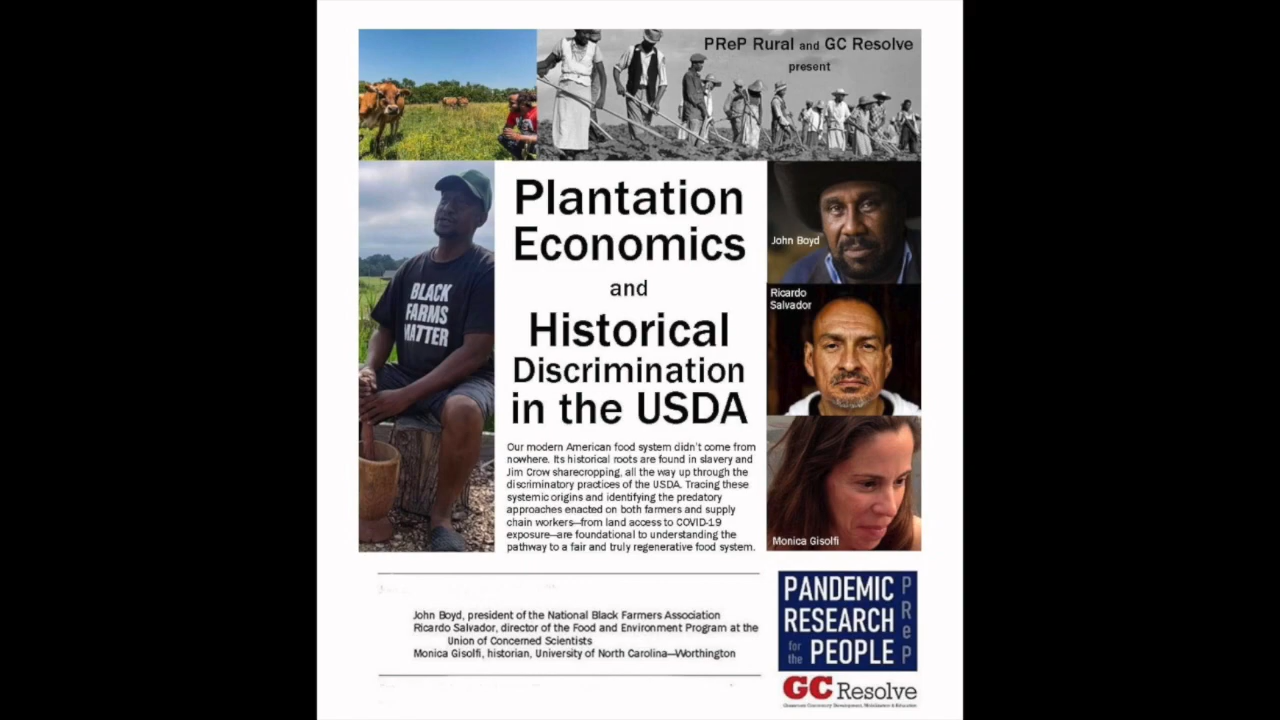 PReP Rural and GC Resolve
present
Plantation
Economics
and
Historical
Discrimination
in the USDA
BLACK
FARMS
MATTER
John Boyd
Ricardo
Salvador
Monica Gisolfi
Our modern American food system didn't come from
nowhere. Its historical roots are found in slavery and
Jim Crow sharecropping, all the way up through the
discriminatory practices of the USDA. Tracing these
systemic origins and identifying the predatory
approaches enacted on both farmers and supply
chain workers—from land access to COVID-19
exposure—are foundational to understanding the
pathway to a fair and truly regenerative food system.
John Boyd, president of the National Black Farmers Association
Ricardo Salvador, director of the Food and Environment Program at the
Union of Concerned Scientists
Monica Gisolfi, historian, University of North Carolina—Worthington
PANDEMIC
RESEARCH
for
the PEOPLE
PReP
GC Resolve